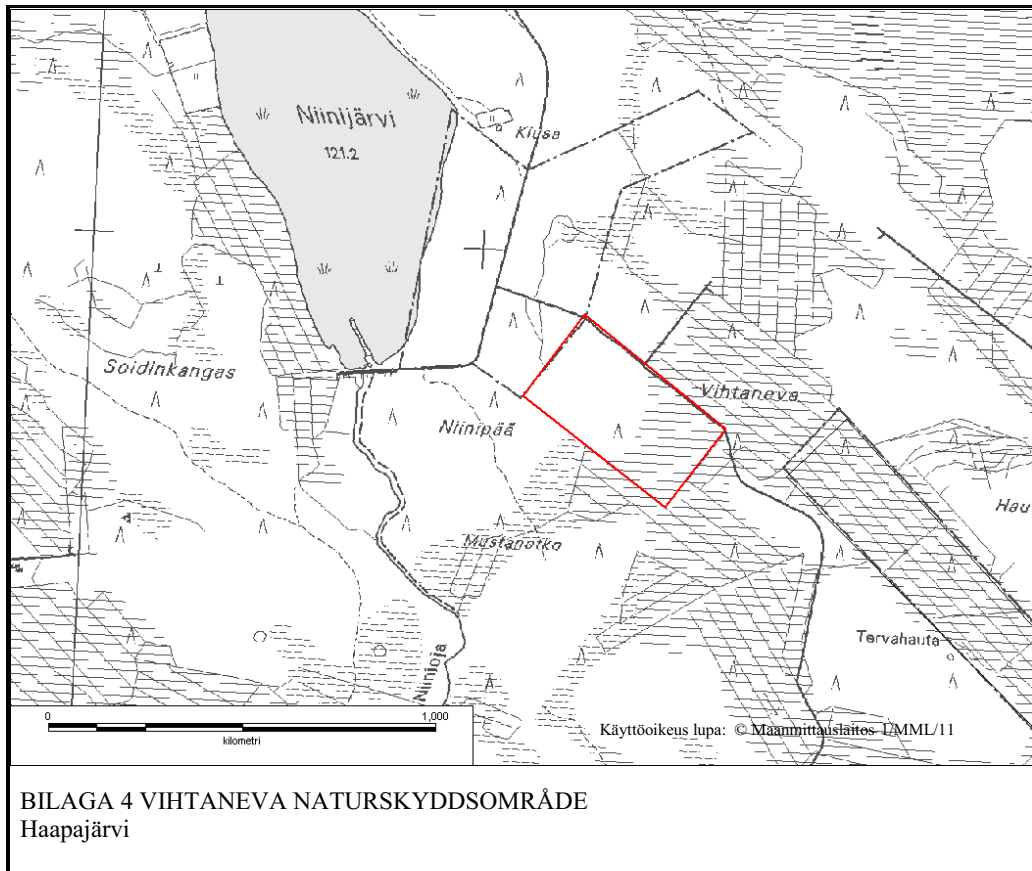 Niinijärvi
121.2
Kiusa
Soidinkangas
Vihtaneva
Niinipää
Hau
Mustanotko
Tervahauta
Niinijoja
0 1,000
kilometri
Käyttöoikeus lupa: © Maanmittauslaitos 1/MML/11
BILAGA 4 VIHTANEVA NATURSKYDDSOMRÅDE
Haapajärvi